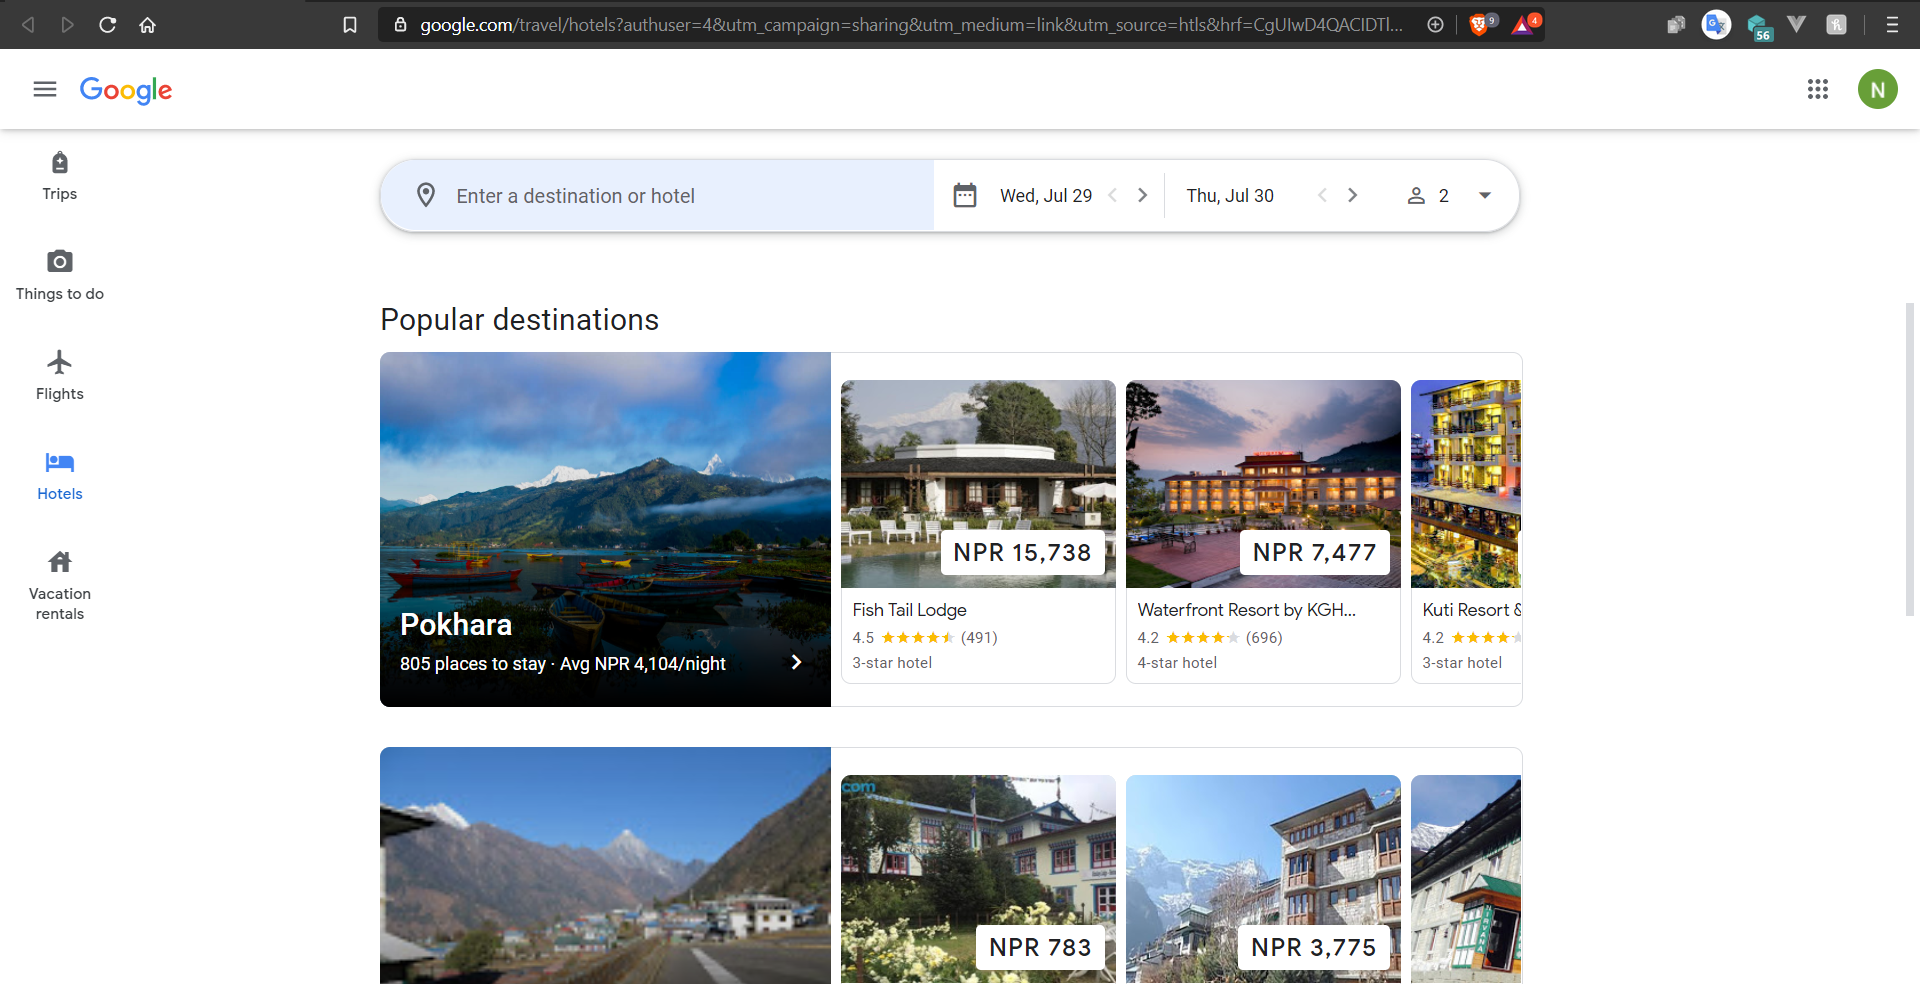 google.com/travel/hotels?authuser=4&utm_campaign=sharing&utm_medium=link&utm_source=htls&hrf=CgUIwD4QACIDTl...
9
4
56
Google
N
Trips
Things to do
Flights
Hotels
Vacation
rentals
Enter a destination or hotel
Wed, Jul 29
Thu, Jul 30
2
Popular destinations
Pokhara
805 places to stay · Avg NPR 4,104/night
NPR 15,738
Fish Tail Lodge
4.5 (491)
3-star hotel
NPR 7,477
Waterfront Resort by KGH...
4.2 (696)
4-star hotel
Kuti Resort &
4.2
3-star hotel
com
NPR 783
NPR 3,775